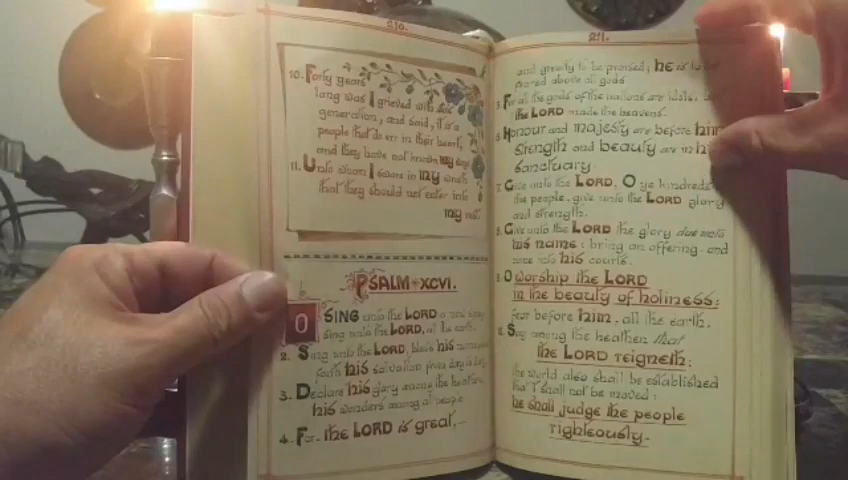 210.
10. Forty years
long was I grieved with this
generation, and said, it is a
people that do err in their heart,
and they have not known my ways
11. Unto whom I sware in my wrath
that they should not enter into
my rest.
PSALM XCVI.
O SING unto the LORD a new song
sing unto the LORD, all the earth.
2. Sing unto the LORD, bless his name
forth his salvation from day to day.
3. Declare his glory among the heathen,
his wonders among all people
4. For the LORD is great,
211.
and greatly to be praised; he is to be
feared above all gods
5. For all the gods of the nations are idols,
the LORD made the heavens.
6. Honour and majesty are before him
strength and beauty are in his
sanctuary.
7. Give unto the LORD, O ye kindreds
the people, give unto the LORD glory
and strength.
8. Give unto the LORD the glory due unto
his name: bring an offering, and
come into his courts.
9. O worship the LORD
in the beauty of holiness:
fear before him, all the earth.
Say among the heathen that
the LORD reigneth:
the world also shall be established
that I shall not be moved:
he shall judge the people
righteously.